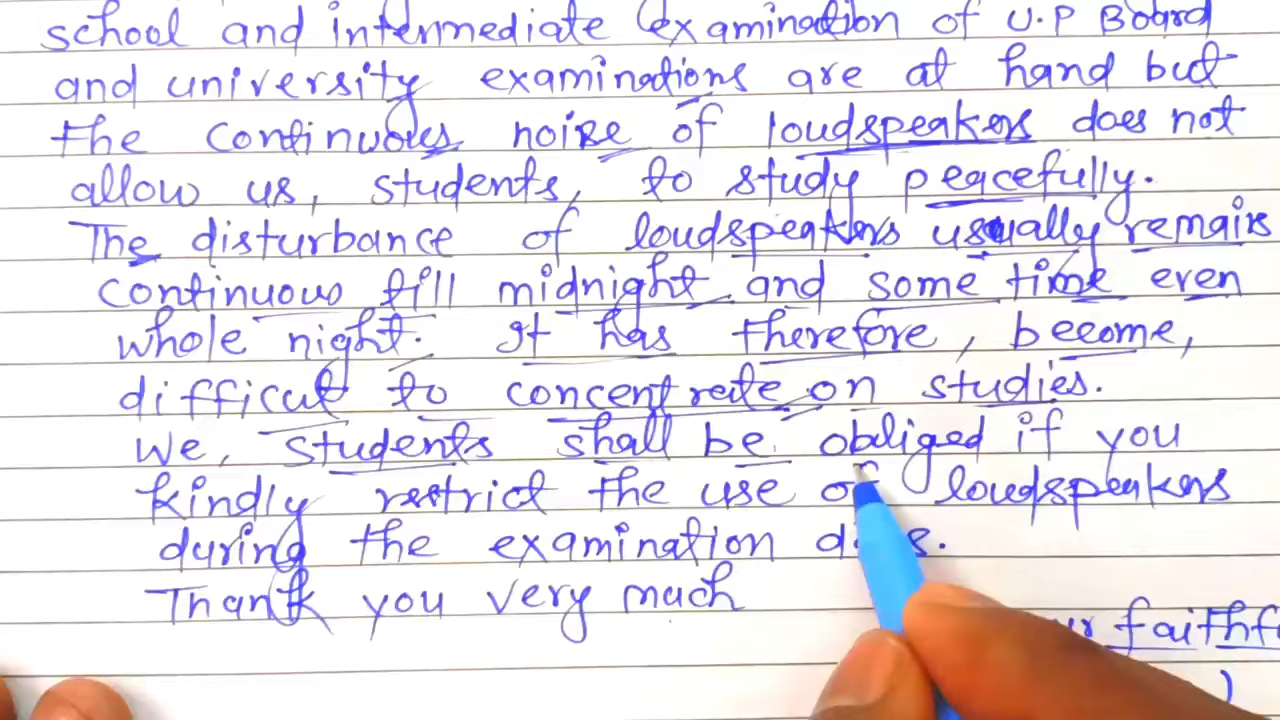 school and intermediate examination of U.P Board
and university examinations are at hand but
the continuous noise of loudspeakers does not
allow us, students, to study peacefully.
The disturbance of loudspeakers usually remains
continuous till midnight and some time even
whole night. It has therefore, become,
difficult to concentrate on studies.
We, students shall be obliged if you
kindly restrict the use of loudspeakers
during the examination
Thank you very much
faithf
)